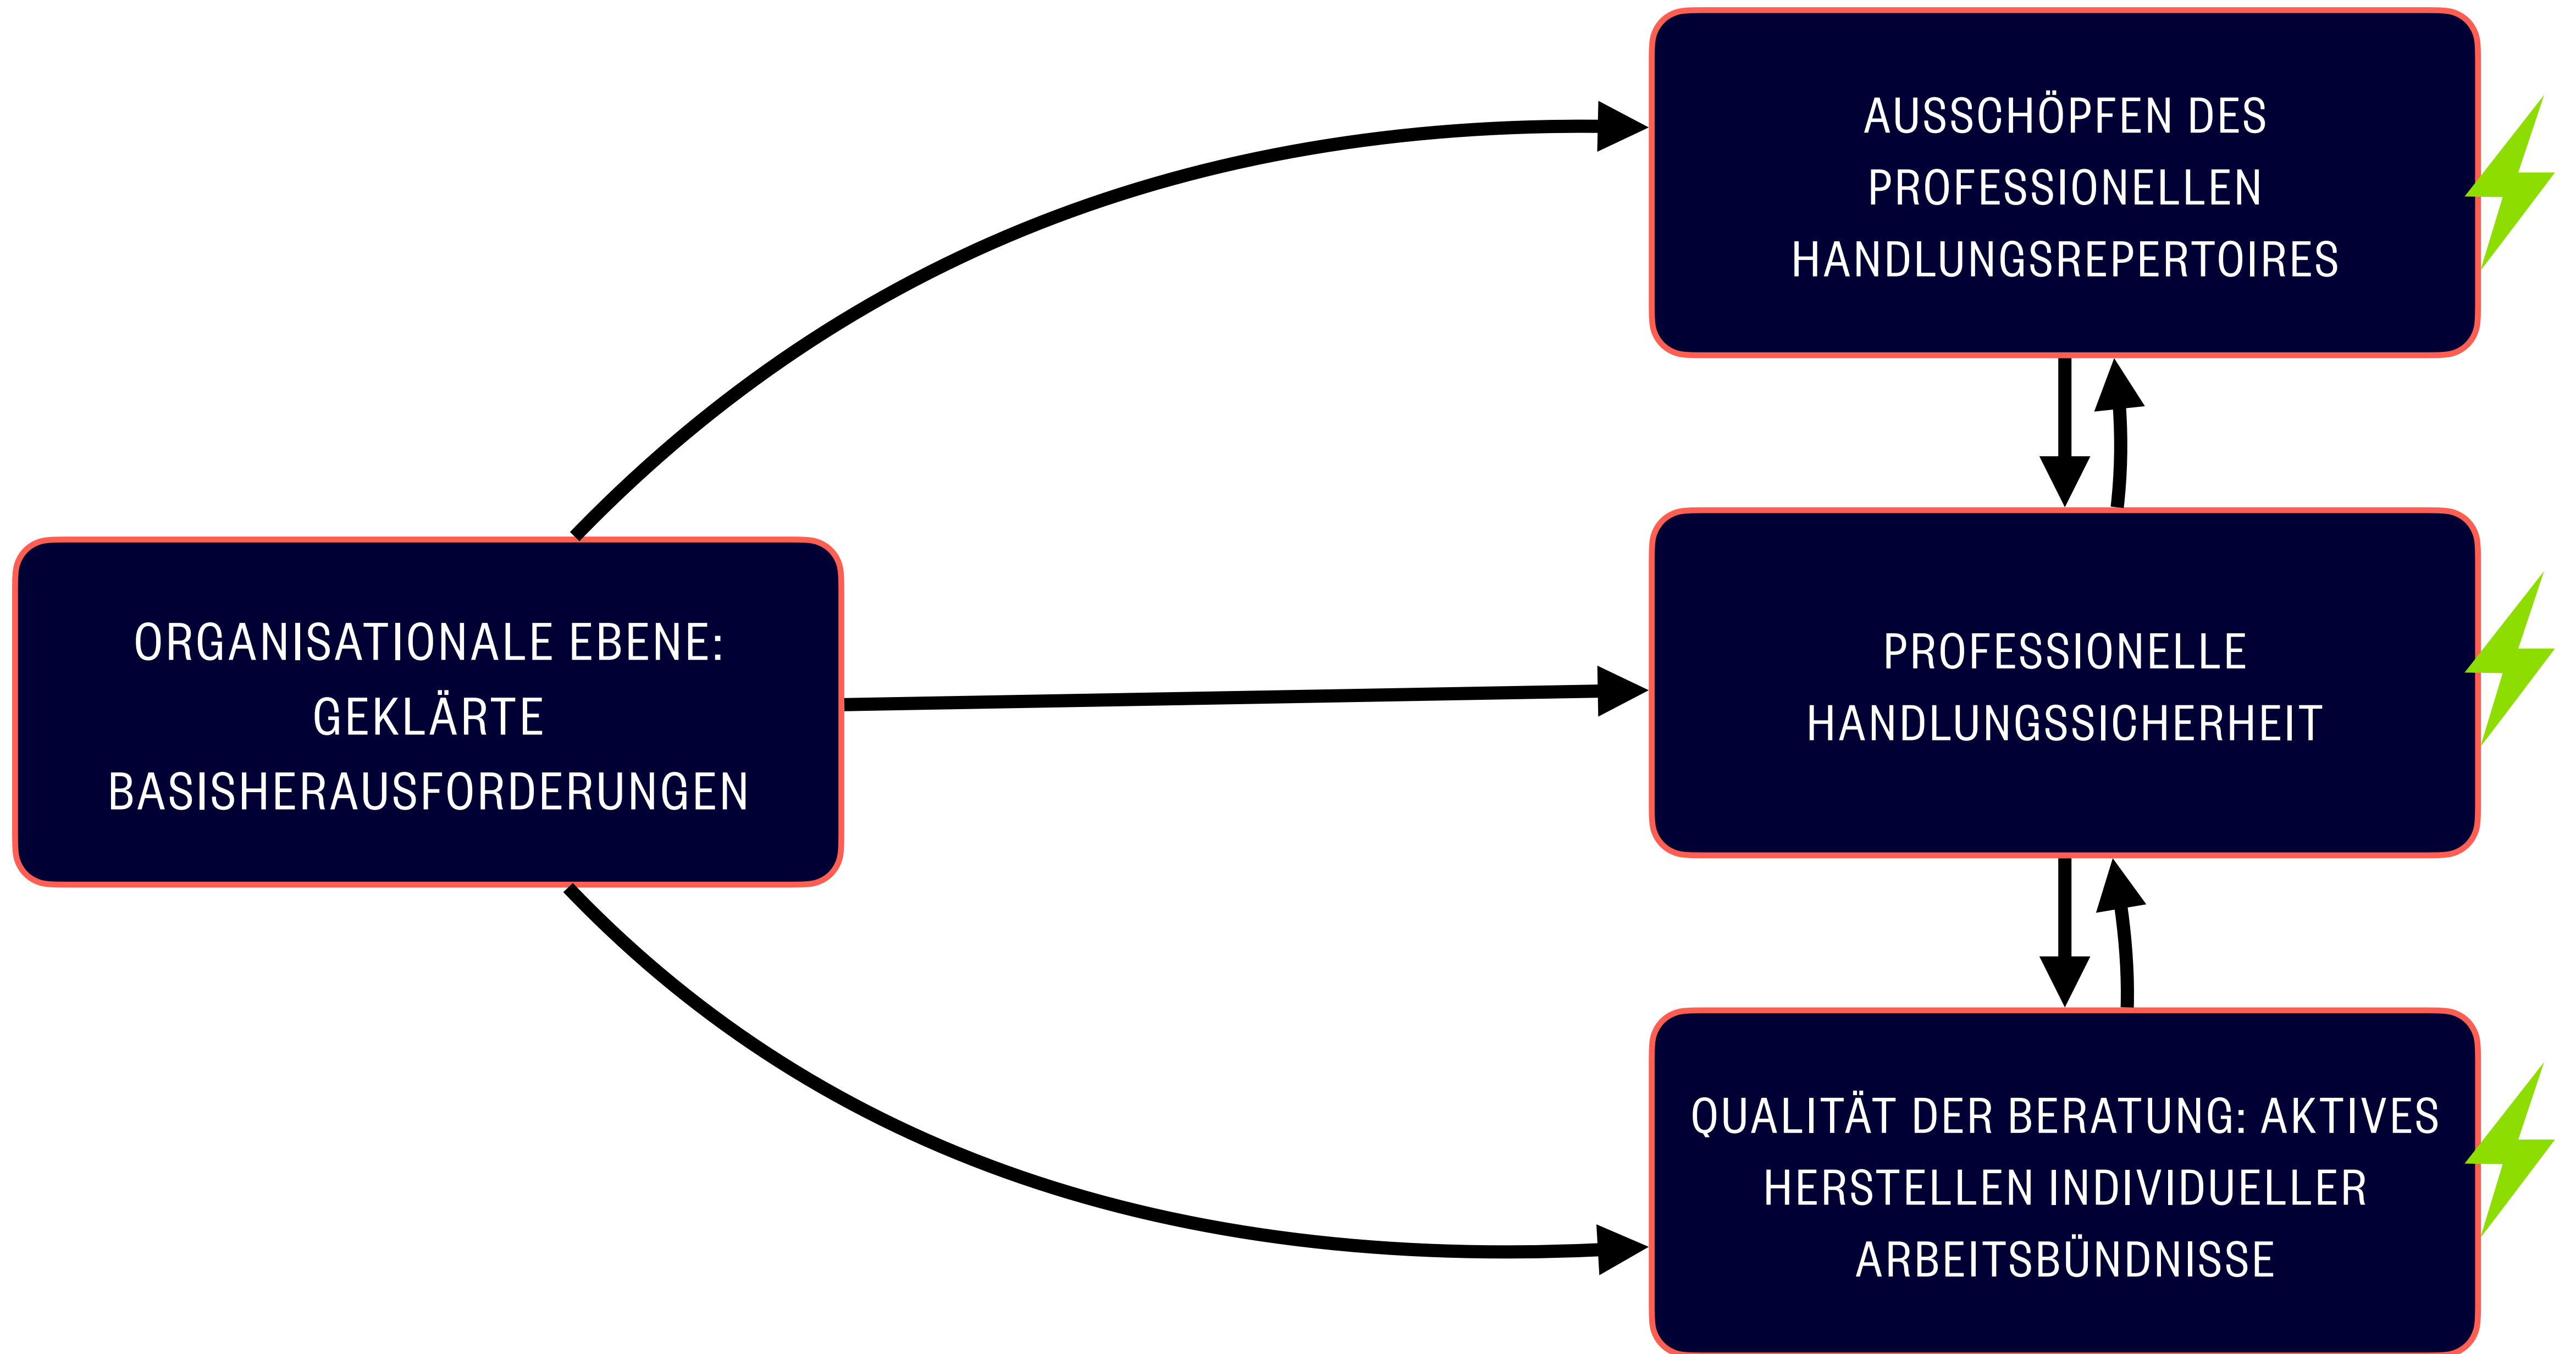 AUSSCHÖPFEN DES
PROFESSIONELLEN
HANDLUNGSREPERTOIRES
ORGANISATIONALE EBENE:
GEKLÄRTE
BASISHERAUSFORDERUNGEN
PROFESSIONELLE
HANDLUNGSSICHERHEIT
QUALITÄT DER BERATUNG: AKTIVES
HERSTELLEN INDIVIDUELLER
ARBEITSBÜNDNISSE